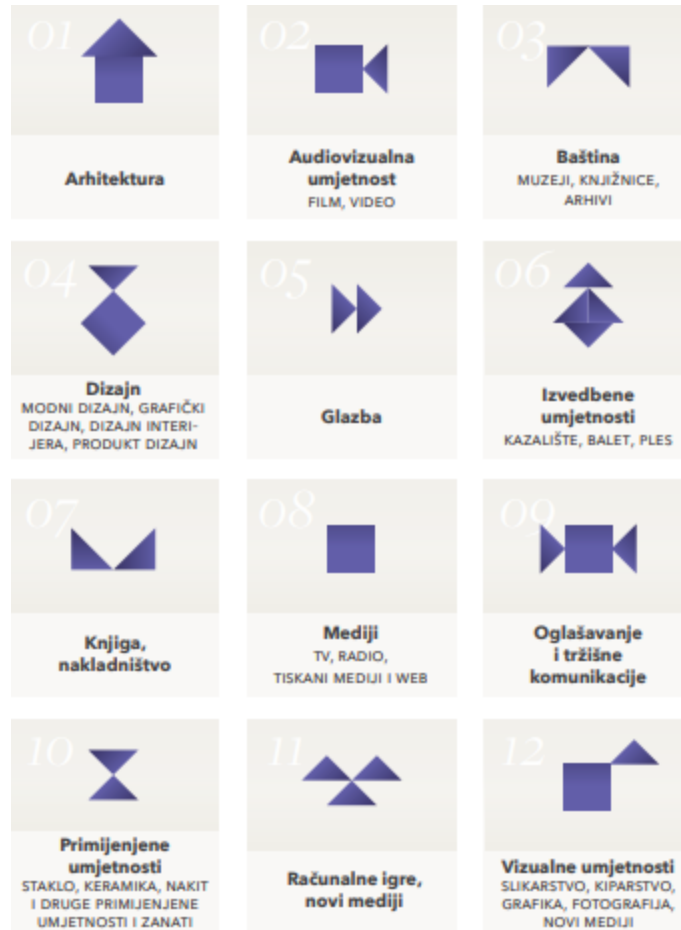 01
Arhitektura
02
Audiovizualna
umjetnost
FILM, VIDEO
03
Baština
MUZEJI, KNJIŽNICE,
ARHIVI
04
Dizajn
MODNI DIZAJN, GRAFIČKI
DIZAJN, DIZAJN INTERI-
JERA, PRODUKT DIZAJN
05
Glazba
06
Izvedbene
umjetnosti
KAZALIŠTE, BALET, PLES
07
Knjiga,
nakladništvo
08
Mediji
TV, RADIO,
TISKANI MEDIJI I WEB
09
Oglašavanje
i tržišne
komunikacije
10
Primijenjene
umjetnosti
STAKLO, KERAMIKA, NAKIT
I DRUGE PRIMIJENJENE
UMJETNOSTI I ZANATI
11
Računalne igre,
novi mediji
12
Vizualne umjetnosti
SLIKARSTVO, KIPARSTVO,
GRAFIKA, FOTOGRAFIJA,
NOVI MEDIJI